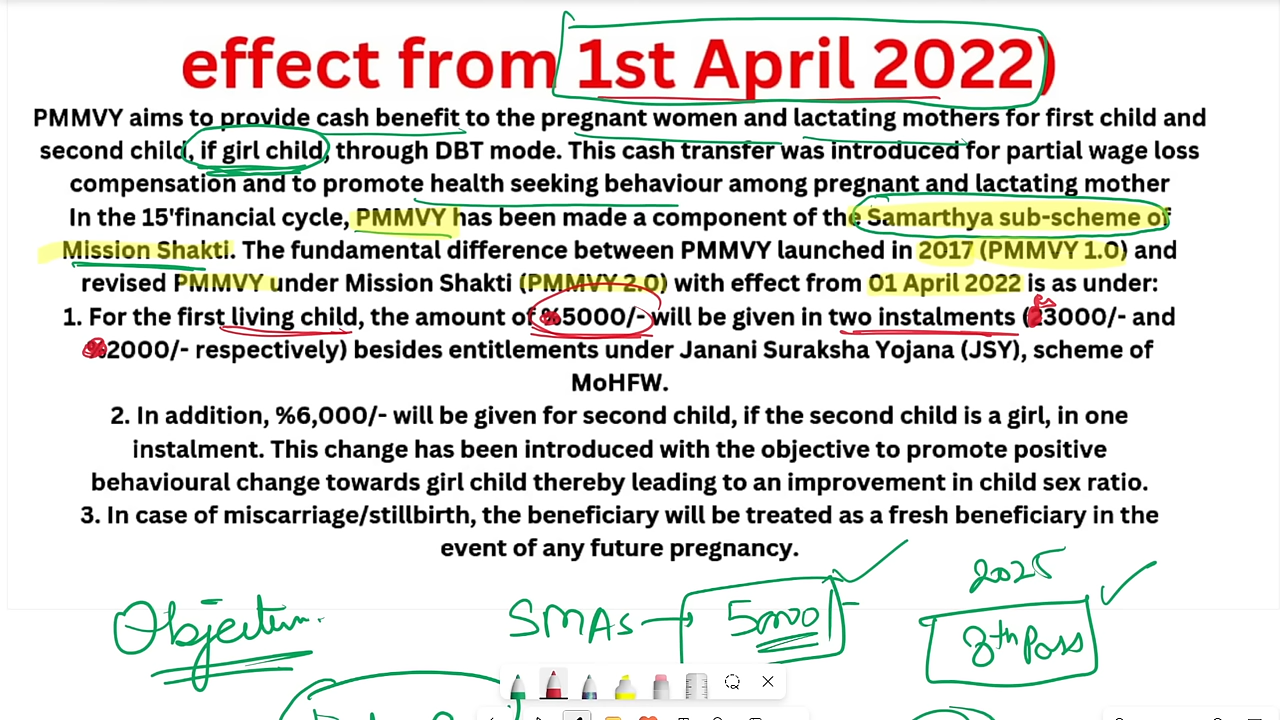 effect from 1st April 2022)
PMMVY aims to provide cash benefit to the pregnant women and lactating mothers for first child and
second child, if girl child, through DBT mode. This cash transfer was introduced for partial wage loss
compensation and to promote health seeking behaviour among pregnant and lactating mother
In the 15'financial cycle, PMMVY has been made a component of the Samarthya sub-scheme of
Mission Shakti. The fundamental difference between PMMVY launched in 2017 (PMMVY 1.0) and
revised PMMVY under Mission Shakti (PMMVY 2.0) with effect from 01 April 2022 is as under:
1. For the first living child, the amount of %5000/- will be given in two instalments (3000/- and
2000/- respectively) besides entitlements under Janani Suraksha Yojana (JSY), scheme of
MoHFW.
2. In addition, %6,000/- will be given for second child, if the second child is a girl, in one
instalment. This change has been introduced with the objective to promote positive
behavioural change towards girl child thereby leading to an improvement in child sex ratio.
3. In case of miscarriage/stillbirth, the beneficiary will be treated as a fresh beneficiary in the
event of any future pregnancy.
2025
SMAs → 5000/-
8th Pass